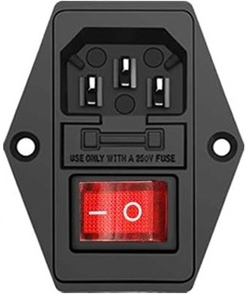 USE ONLY WITH A 250V FUSE
— O